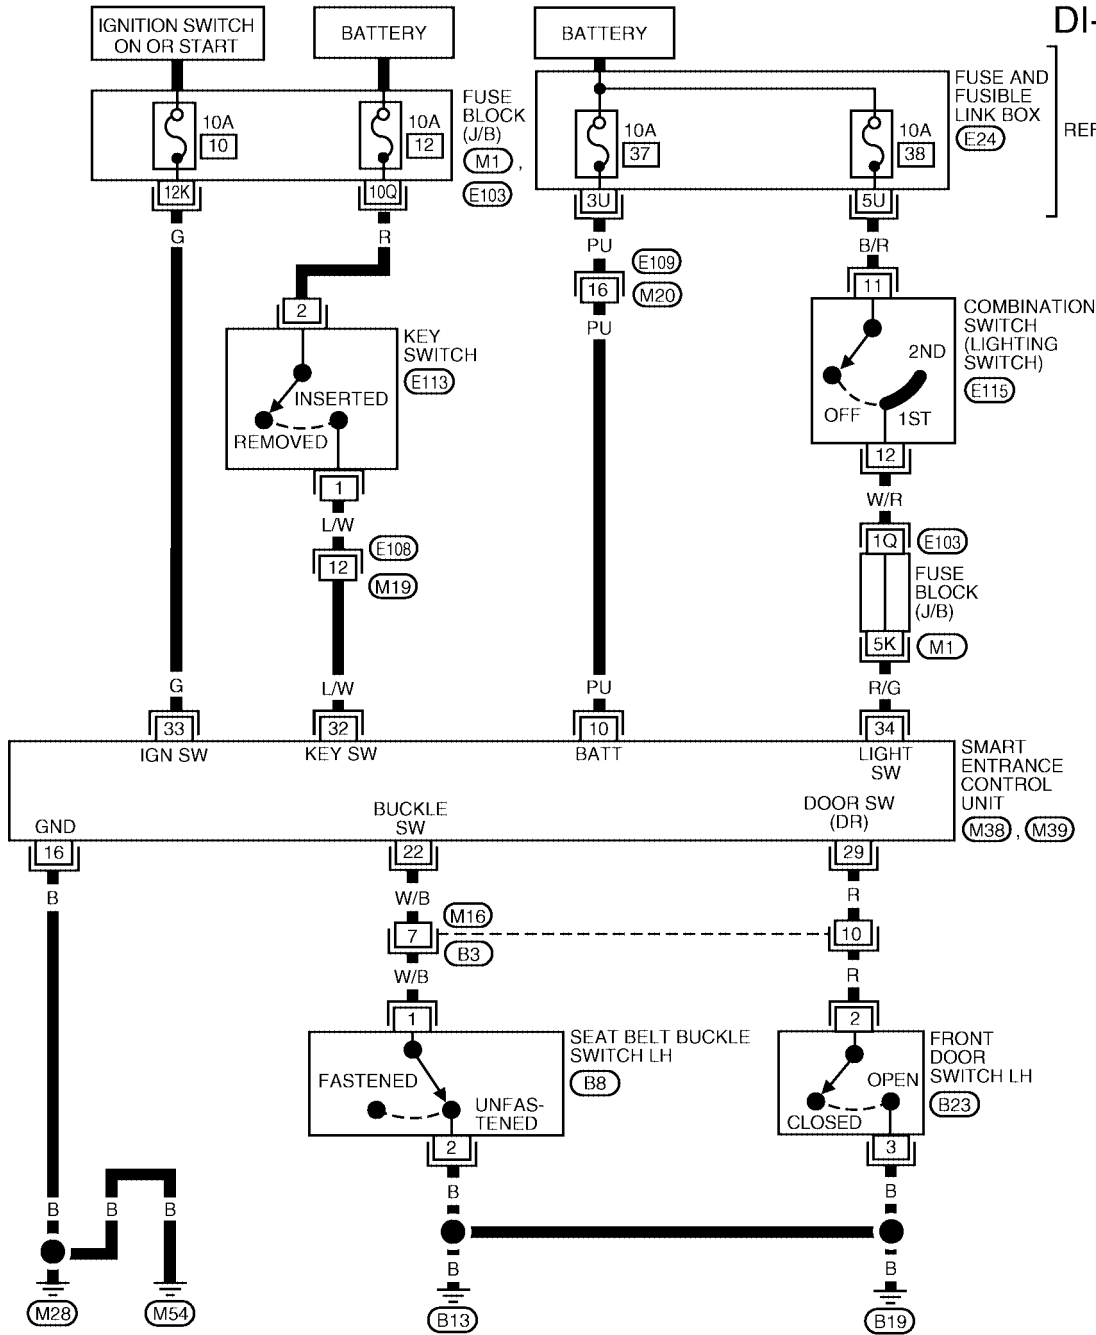 DI-
IGNITION SWITCH
ON OR START
BATTERY
BATTERY
10A
10
10A
12
FUSE
BLOCK
(J/B)
M1 ,
E103
10A
37
10A
38
FUSE AND
FUSIBLE
LINK BOX
E24
REF
12K
10Q
3U
5U
G
R
PU
B/R
E109
16
M20
PU
11
2
KEY
SWITCH
E113
INSERTED
REMOVED
COMBINATION
SWITCH
(LIGHTING
SWITCH)
E115
2ND
OFF
1ST
12
1
L/W
W/R
E108
12
M19
1Q
E103
FUSE
BLOCK
(J/B)
5K
M1
G
L/W
PU
R/G
33
32
10
34
IGN SW
KEY SW
BATT
LIGHT
SW
SMART
ENTRANCE
CONTROL
UNIT
M38 , M39
GND
BUCKLE
SW
DOOR SW
(DR)
16
22
29
B
W/B
R
M16
7
B3
10
W/B
R
1
2
SEAT BELT BUCKLE
SWITCH LH
B8
FASTENED
UNFAS-
TENED
FRONT
DOOR
SWITCH LH
B23
OPEN
CLOSED
2
3
B
B
B
B
B
B
B
M28
M54
B13
B19